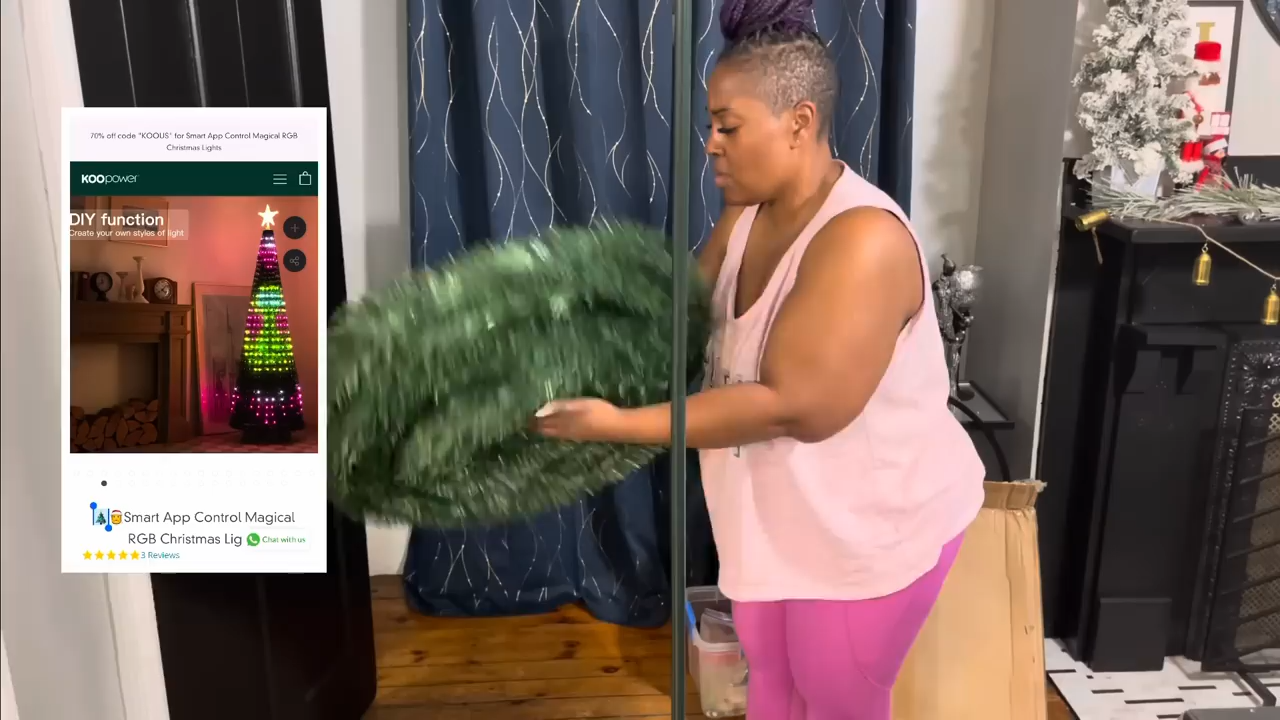 70% off code "KOOUS" for Smart App Control Magical RGB
Christmas Lights
KOOpower
DIY function
Create your own styles of light
Smart App Control Magical
RGB Christmas Lig
Chat with us
3 Reviews